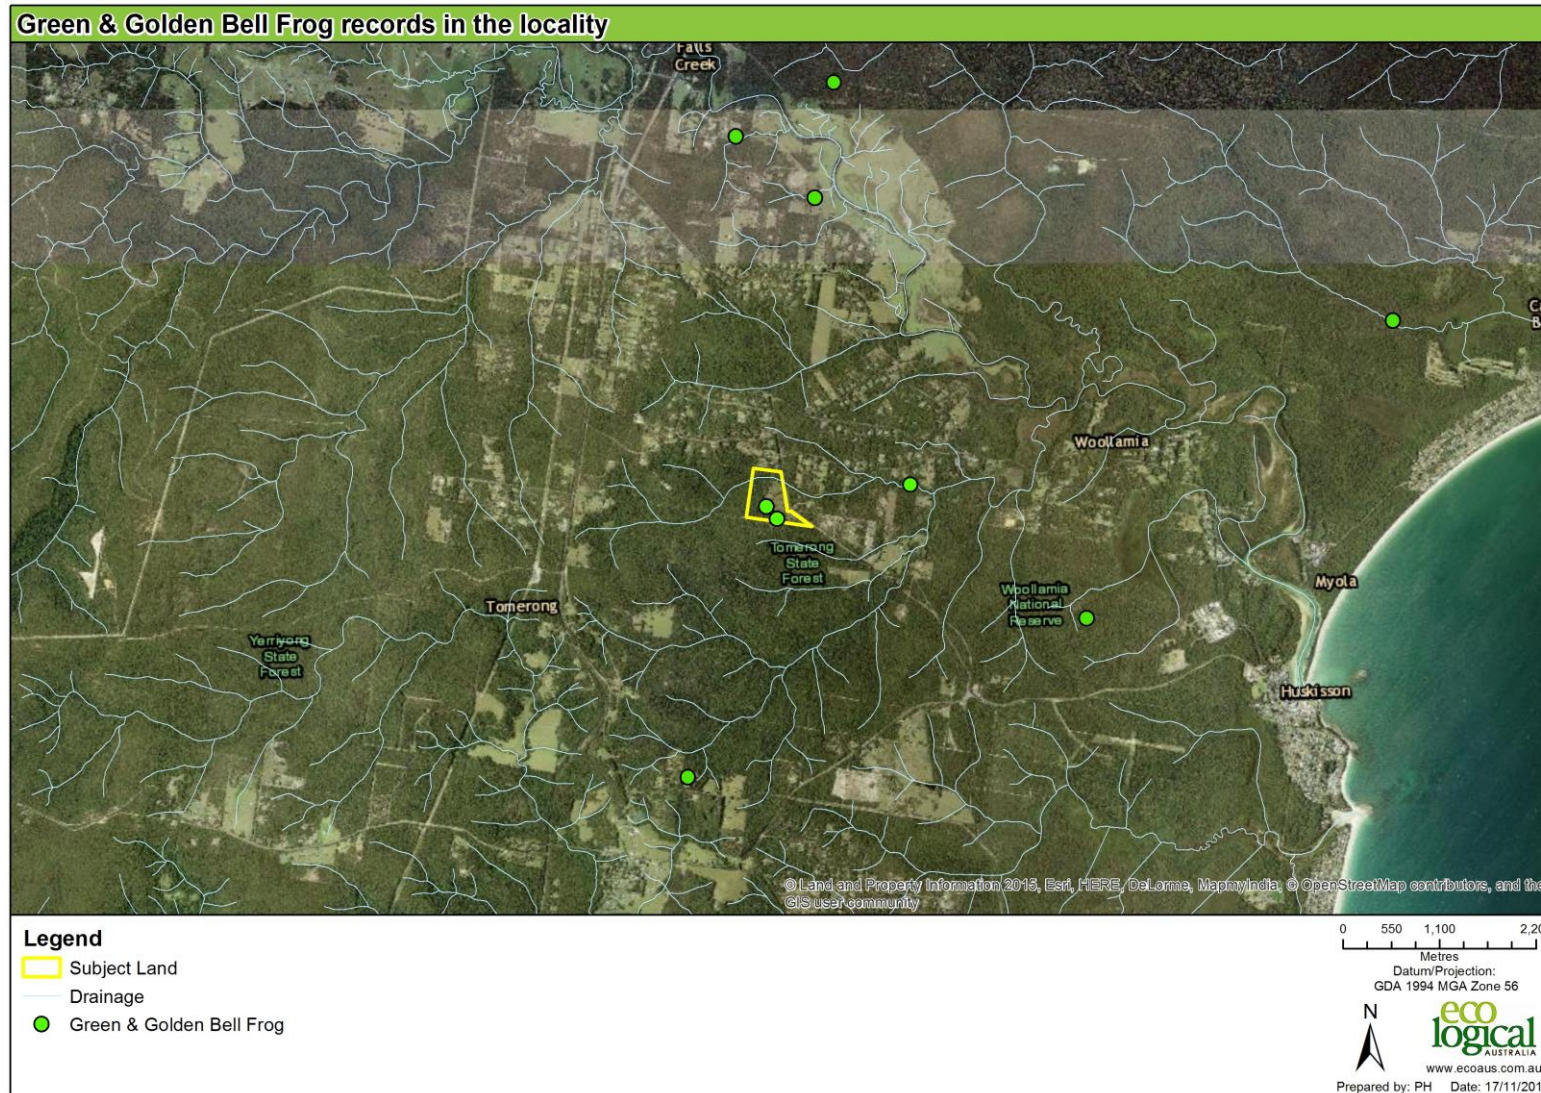 Green & Golden Bell Frog records in the locality
Falls
Creek
Woollamia
Tomerong
State
Forest
Myola
Woollamia
National
Reserve
Tomerong
Yerriyong
State
Forest
Huskisson
© Land and Property Information 2015, Esri, HERE, DeLorme, MapmyIndia, © OpenStreetMap contributors, and the
GIS user community
Legend
Subject Land
Drainage
Green & Golden Bell Frog
0 550 1,100 2,20
Metres
Datum/Projection:
GDA 1994 MGA Zone 56
N
eco
logical
AUSTRALIA
www.ecoaus.com.au
Prepared by: PH Date: 17/11/201